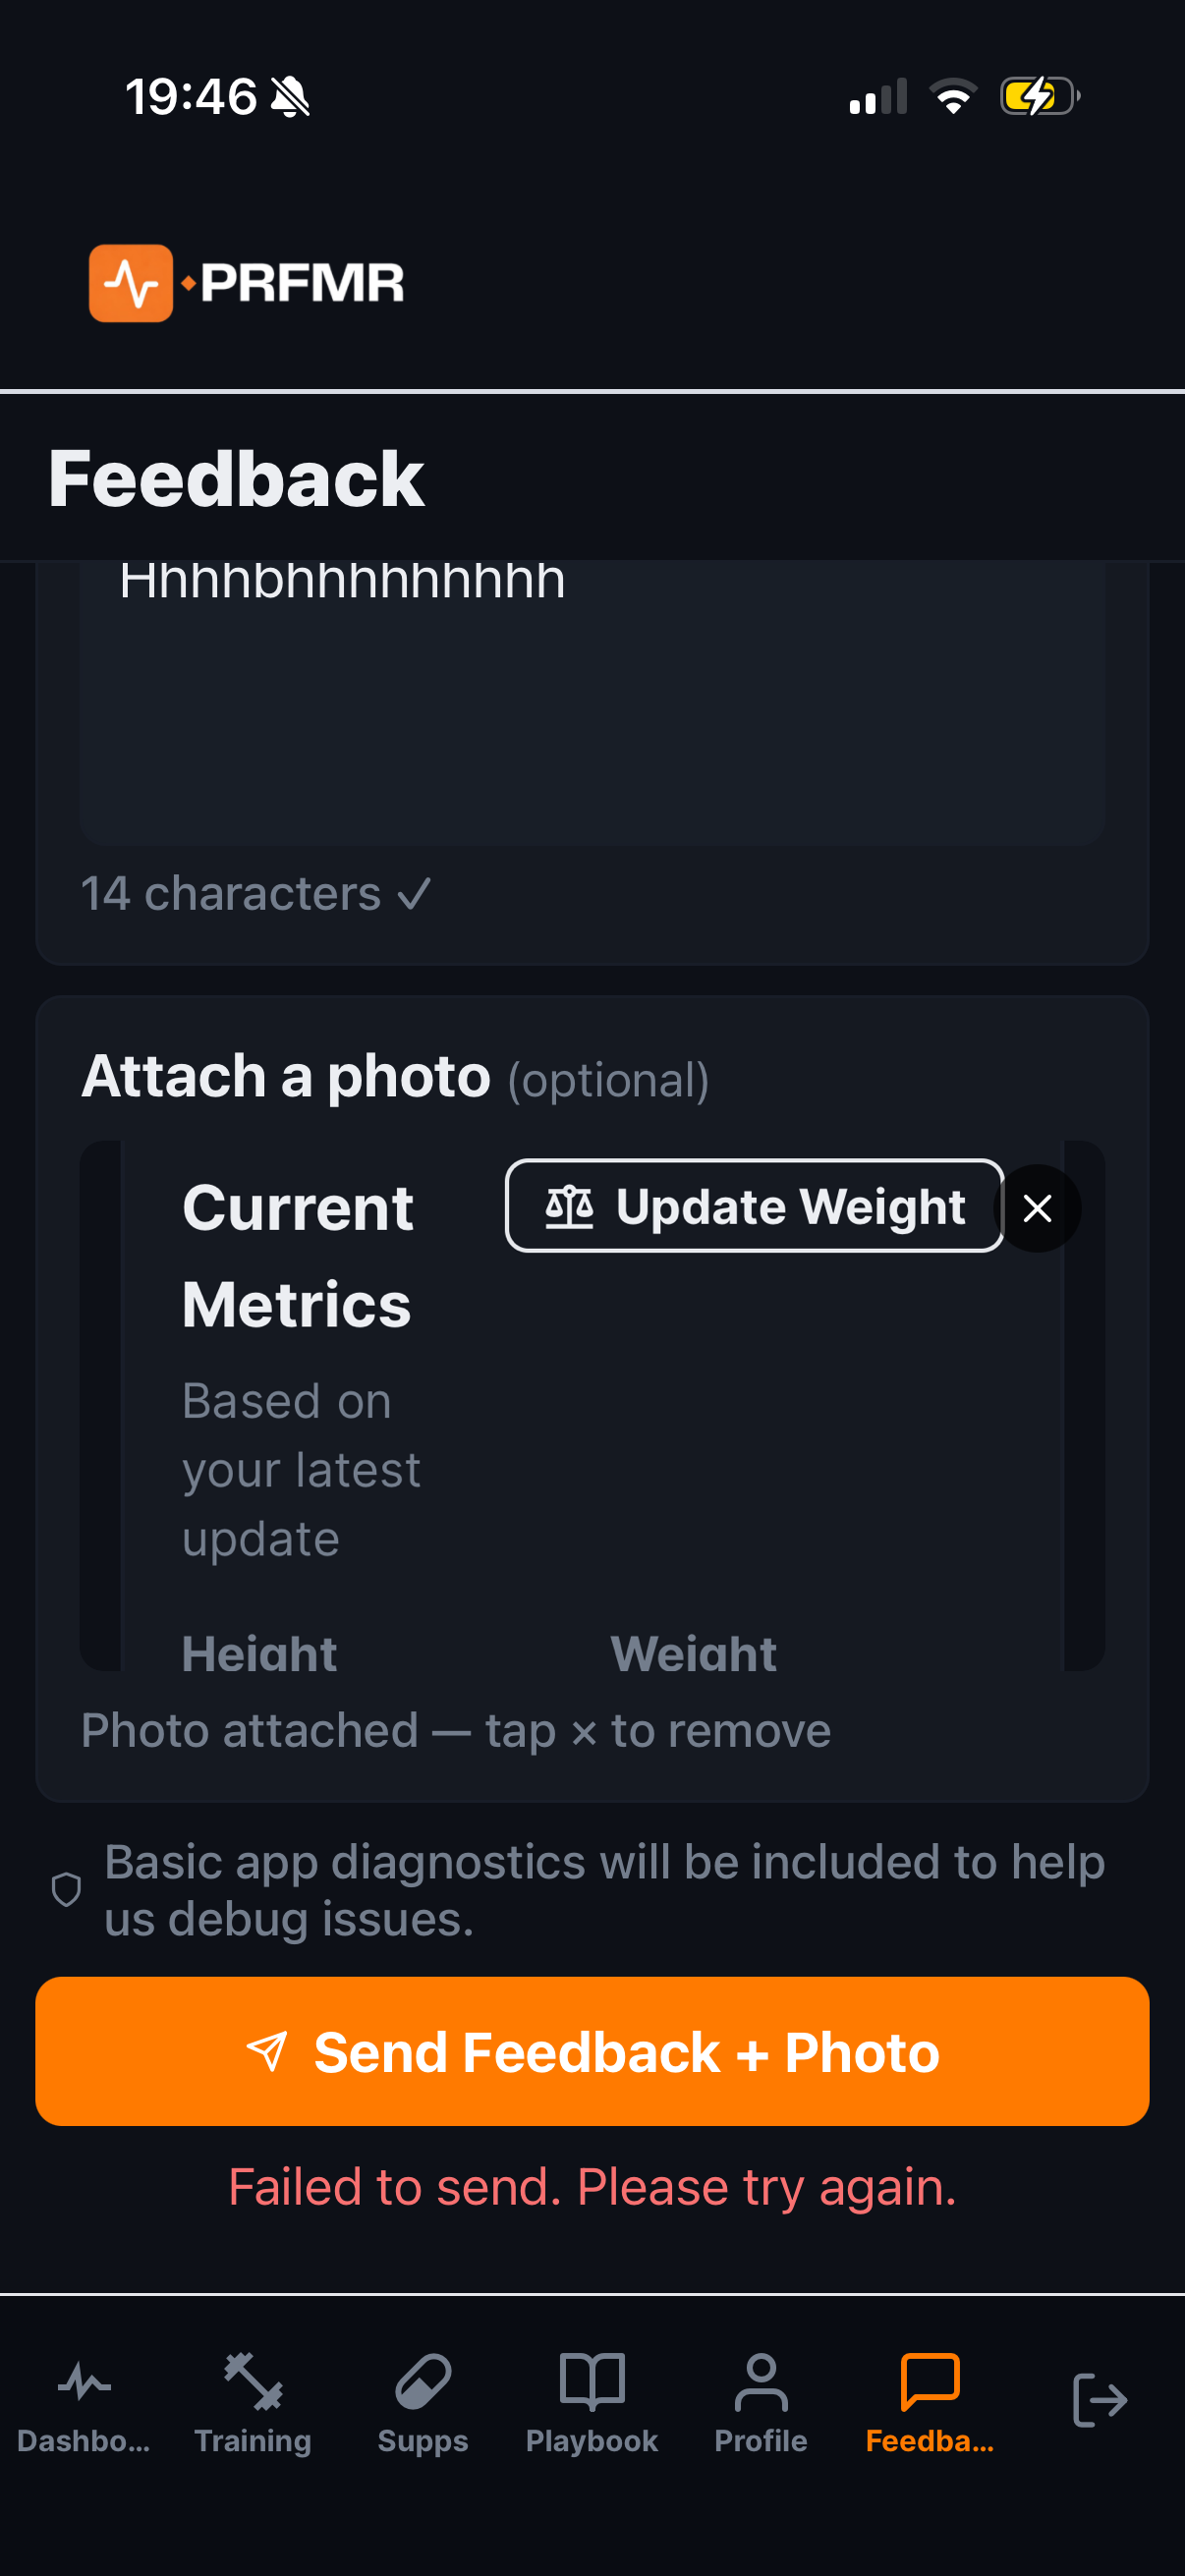 19:46
PRFMR
Feedback
Hhhhbhhhhhhhhh
14 characters ✓
Attach a photo (optional)
Current
Metrics
Update Weight
Based on
your latest
update
Height
Weight
Photo attached — tap × to remove
Basic app diagnostics will be included to help
us debug issues.
Send Feedback + Photo
Failed to send. Please try again.
Dashbo...
Training
Supps
Playbook
Profile
Feedba...